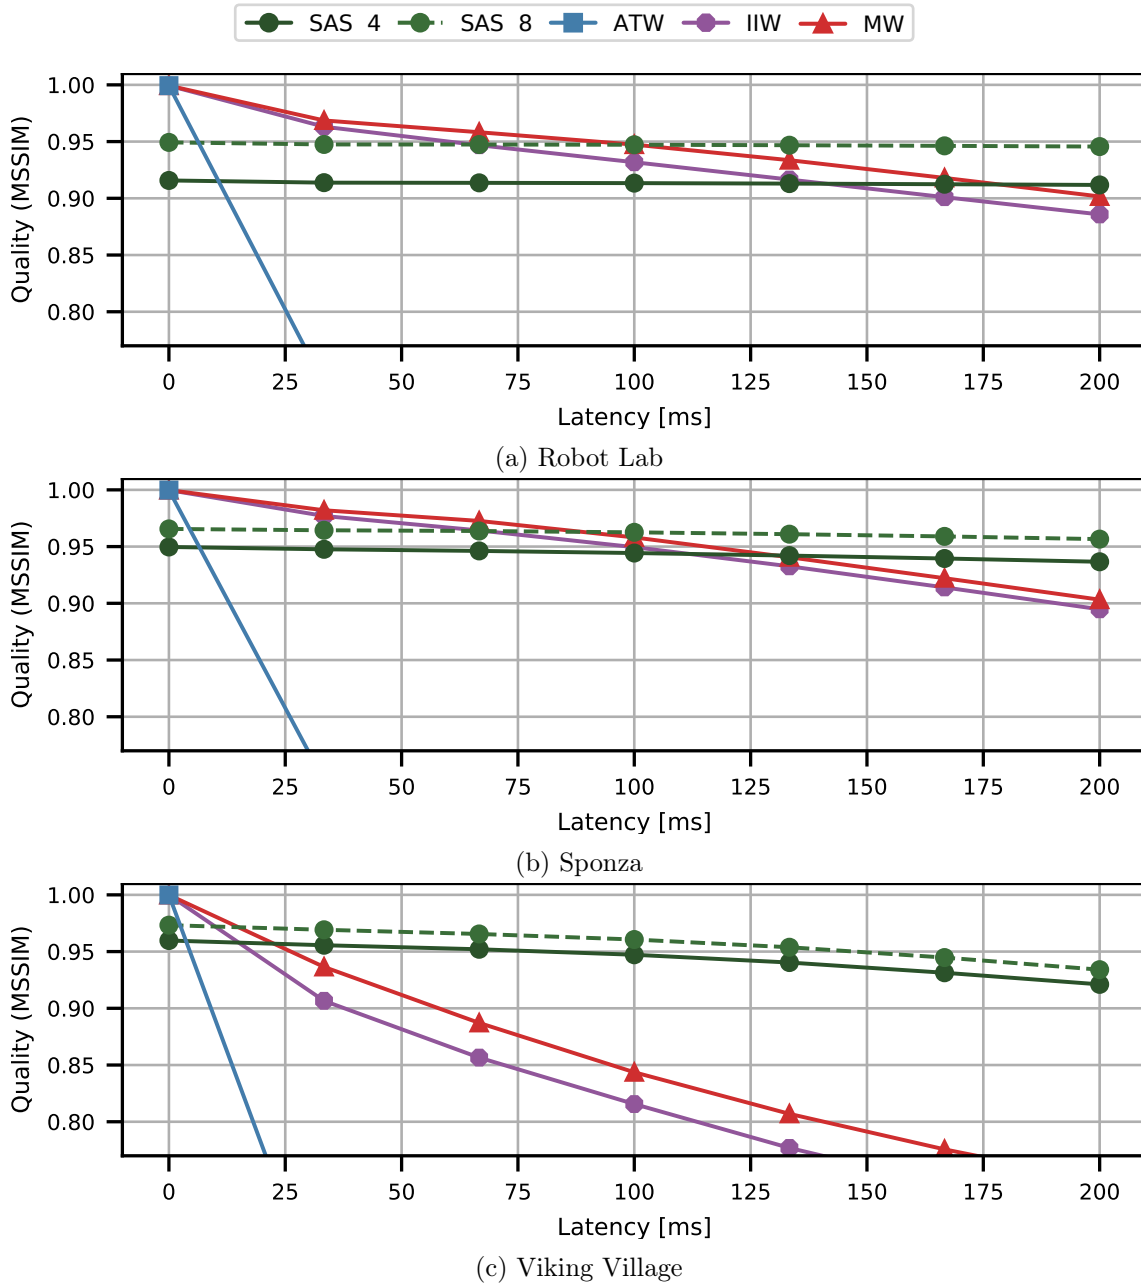 SAS 4 SAS 8 ATW IIW MW
1.00
0.95
0.90
0.85
0.80
Quality (MSSIM)
0 25 50 75 100 125 150 175 200
Latency [ms]
(a) Robot Lab
1.00
0.95
0.90
0.85
0.80
Quality (MSSIM)
0 25 50 75 100 125 150 175 200
Latency [ms]
(b) Sponza
1.00
0.95
0.90
0.85
0.80
Quality (MSSIM)
0 25 50 75 100 125 150 175 200
Latency [ms]
(c) Viking Village